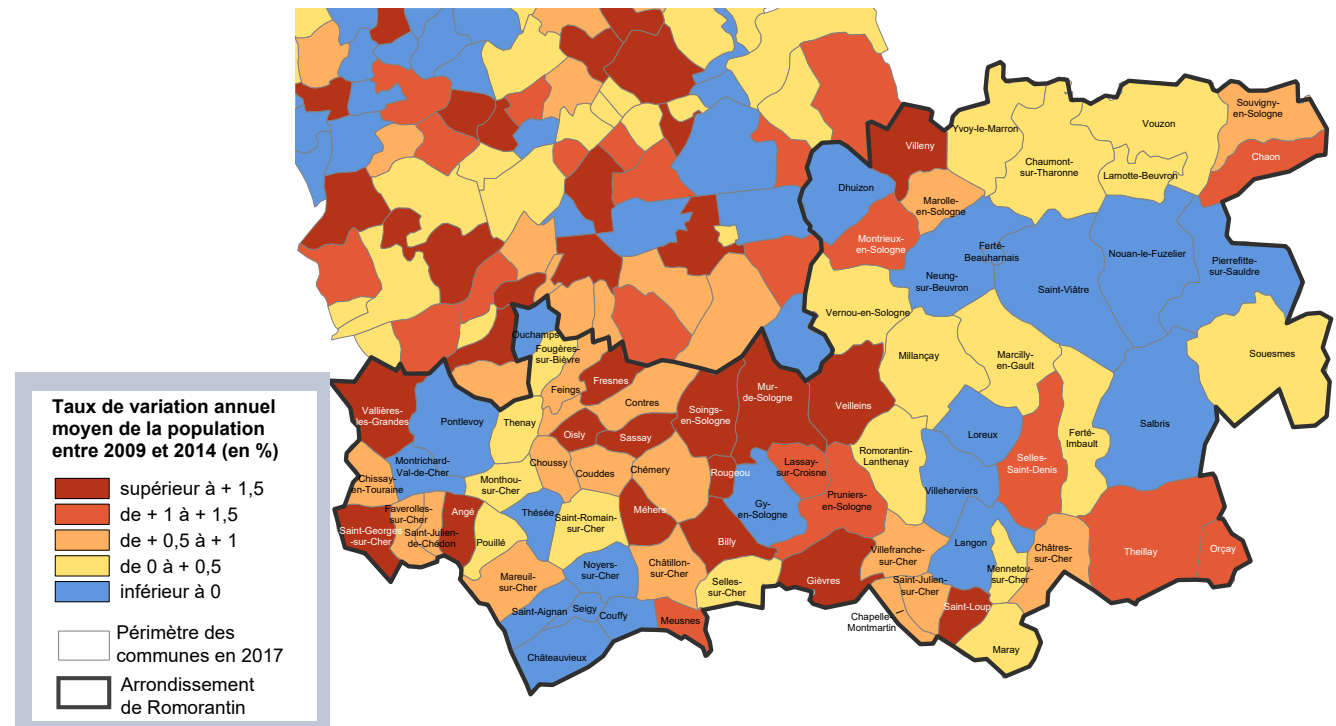 Souvigny-
en-Sologne
Vouzon
Yvoy-le-Marron
Villeny
Chaon
Chaumont-
sur-Tharonne
Lamotte-Beuvron
Dhuizon
Marolle-
en-Sologne
Montrieux-
en-Sologne
Ferté-
Beauharnais
Nouan-le-Fuzelier
Pierrefitte-
sur-Sauldre
Neung-
sur-Beuvron
Saint-Viâtre
Vernou-en-Sologne
Ouchamps
Fougères-
sur-Bièvre
Millançay
Marcilly-
en-Gault
Souesmes
Feings
Fresnes
Contres
Mur-
de-Sologne
Soings-
en-Sologne
Veilleins
Vallières-
les-Grandes
Pontlevoy
Thenay
Oisly
Sassay
Loreux
Ferté-
Imbault
Salbris
Romorantin-
Lanthenay
Selles-
Saint-Denis
Montrichard-
Val-de-Cher
Choussy
Couddes
Chémery
Rougeou
Lassay-
sur-Croisne
Chissay-
en-Touraine
Monthou-
sur-Cher
Villeherviers
Pruniers-
en-Sologne
Gy-
en-Sologne
Faverolles-
sur-Cher
Angé
Thésée
Saint-Romain-
sur-Cher
Méhers
Saint-Georges
-sur-Cher
Saint-Julien-
de-Chédon
Pouillé
Billy
Langon
Villefranche-
sur-Cher
Châtres-
sur-Cher
Theillay
Orçay
Noyers-
sur-Cher
Châtillon-
sur-Cher
Mennetou-
sur-Cher
Mareuil-
sur-Cher
Selles-
sur-Cher
Gièvres
Saint-Julien-
sur-Cher
Saint-Aignan
Seigy
Couffy
Meusnes
Chapelle-
Montmartin
Saint-Loup
Maray
Châteauvieux
Taux de variation annuel
moyen de la population
entre 2009 et 2014 (en %)
supérieur à + 1,5
de + 1 à + 1,5
de + 0,5 à + 1
de 0 à + 0,5
inférieur à 0
Périmètre des
communes en 2017
Arrondissement
de Romorantin